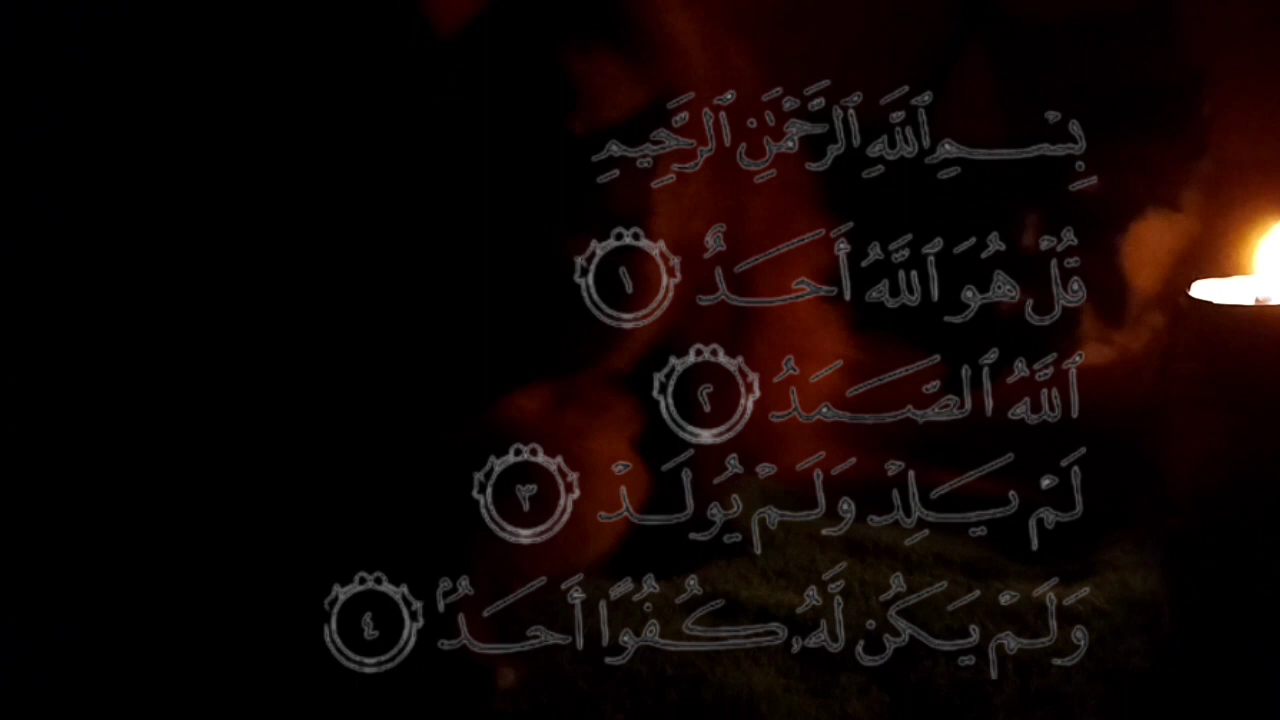 بِسْمِ ٱللَّهِ ٱلرَّحْمَٰنِ ٱلرَّحِيمِ
قُلْ هُوَ ٱللَّهُ أَحَدٌ ١
ٱللَّهُ ٱلصَّمَدُ ٢
لَمْ يَلِدْ وَلَمْ يُولَدْ ٣
وَلَمْ يَكُن لَّهُۥ كُفُوًا أَحَدٌۢ ٤